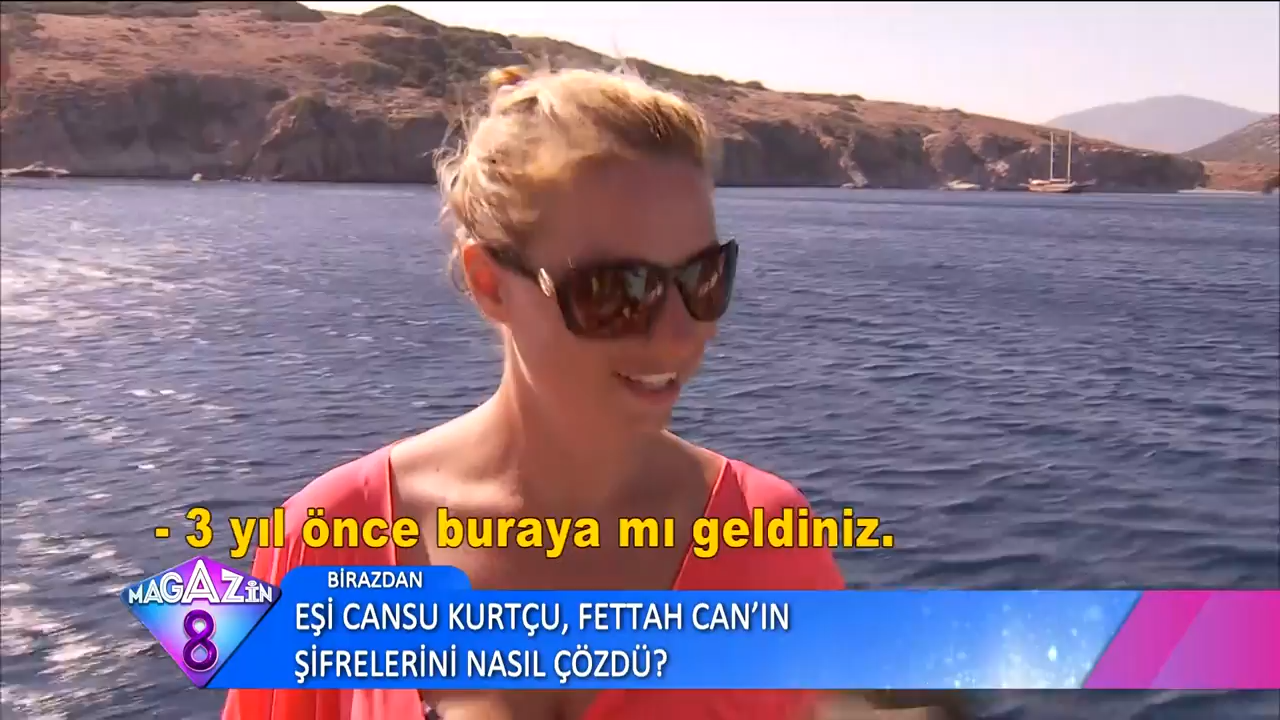 - 3 yıl önce buraya mı geldiniz.
MAGAZİN
8
BİRAZDAN
EŞİ CANSU KURTÇU, FETTAH CAN'IN
ŞİFRELERİNİ NASIL ÇÖZDÜ?